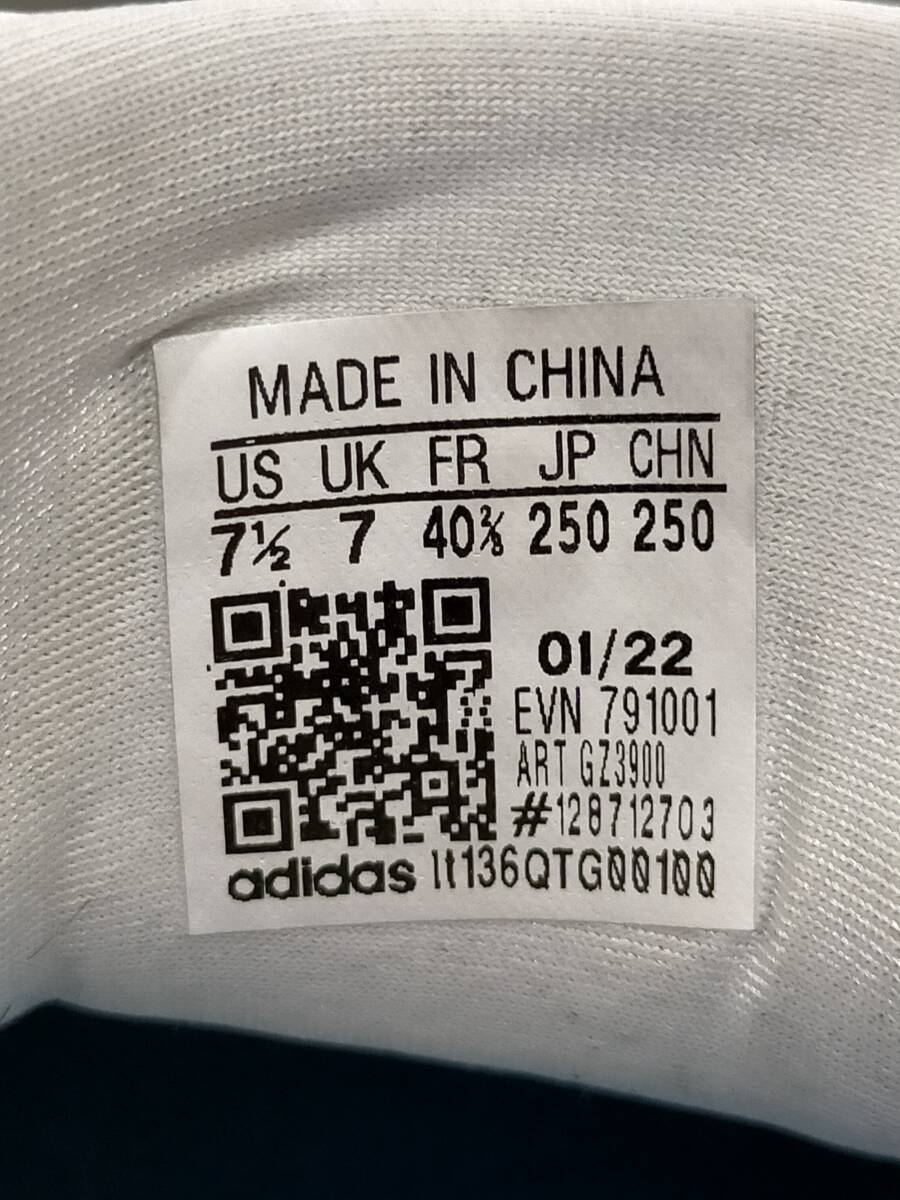 MADE IN CHINA
US UK FR JP CHN
7½ 7 40⅔ 250 250
01/22
EVN 791001
ART GZ3900
#128712703
adidas lt136QTG00100